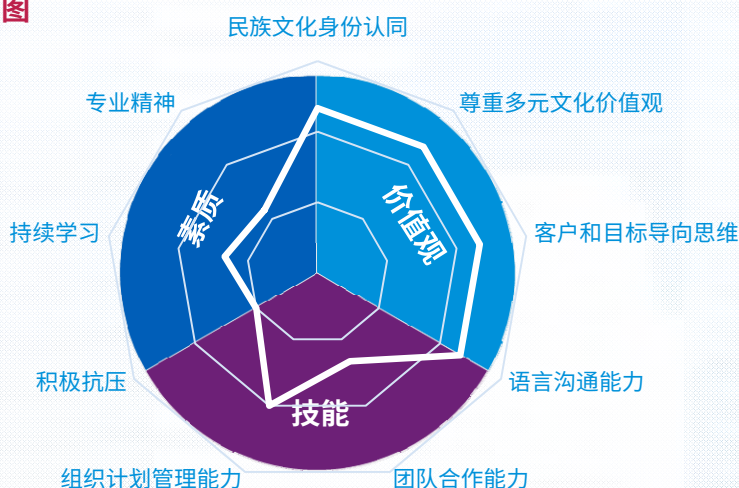 图
民族文化身份认同
专业精神
尊重多元文化价值观
素质
价值观
持续学习
客户和目标导向思维
积极抗压
语言沟通能力
技能
组织计划管理能力
团队合作能力